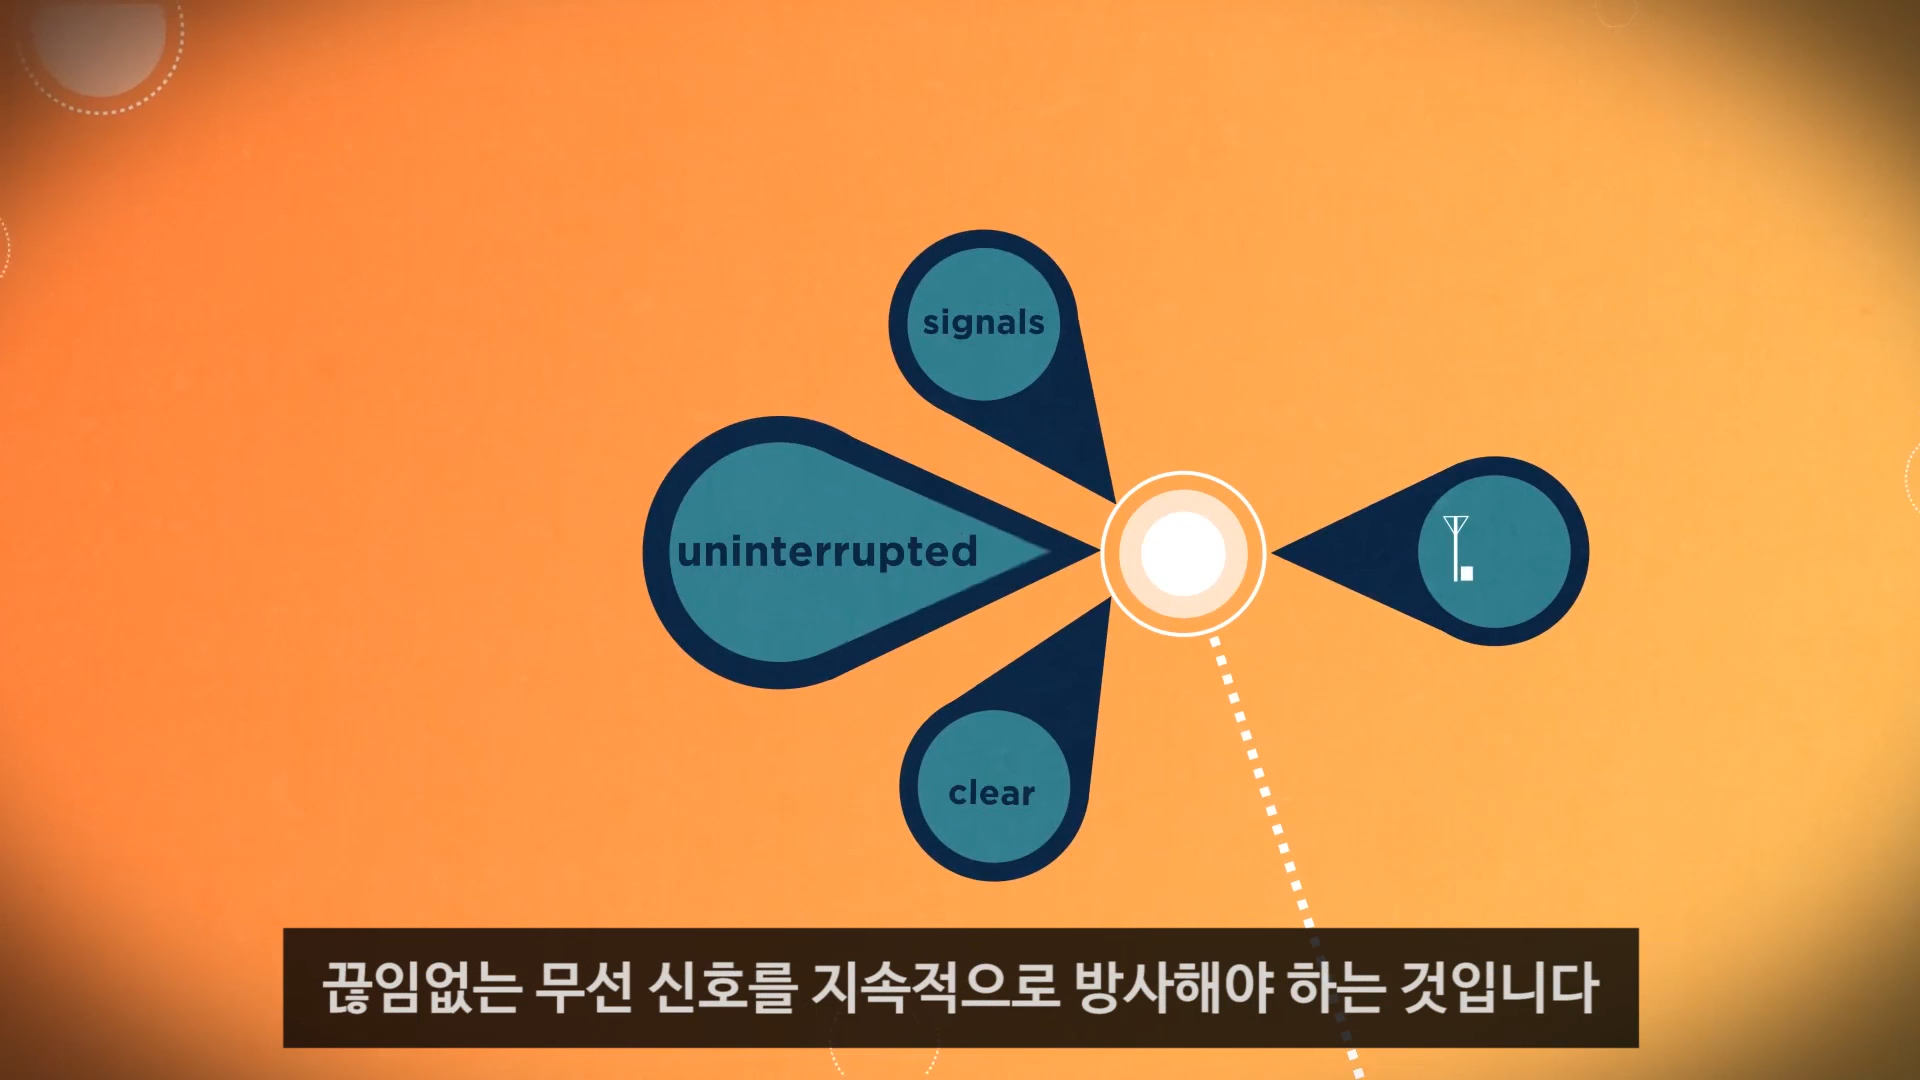 signals
uninterrupted
clear
끊임없는 무선 신호를 지속적으로 방사해야 하는 것입니다